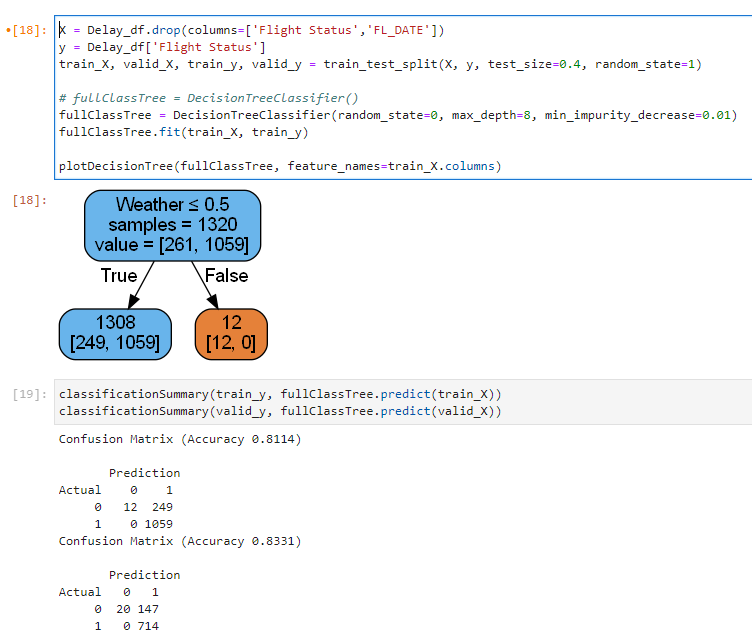 [18]:
X = Delay_df.drop(columns=['Flight Status','FL_DATE'])
y = Delay_df['Flight Status']
train_X, valid_X, train_y, valid_y = train_test_split(X, y, test_size=0.4, random_state=1)
# fullClassTree = DecisionTreeClassifier()
fullClassTree = DecisionTreeClassifier(random_state=0, max_depth=8, min_impurity_decrease=0.01)
fullClassTree.fit(train_X, train_y)
plotDecisionTree(fullClassTree, feature_names=train_X.columns)
[18]:
Weather ≤ 0.5
samples = 1320
value = [261, 1059]
True False
1308
[249, 1059]
12
[12, 0]
[19]:
classificationSummary(train_y, fullClassTree.predict(train_X))
classificationSummary(valid_y, fullClassTree.predict(valid_X))
Confusion Matrix (Accuracy 0.8114)
Prediction
Actual 0 1
0 12 249
1 0 1059
Confusion Matrix (Accuracy 0.8331)
Prediction
Actual 0 1
0 20 147
1 0 714